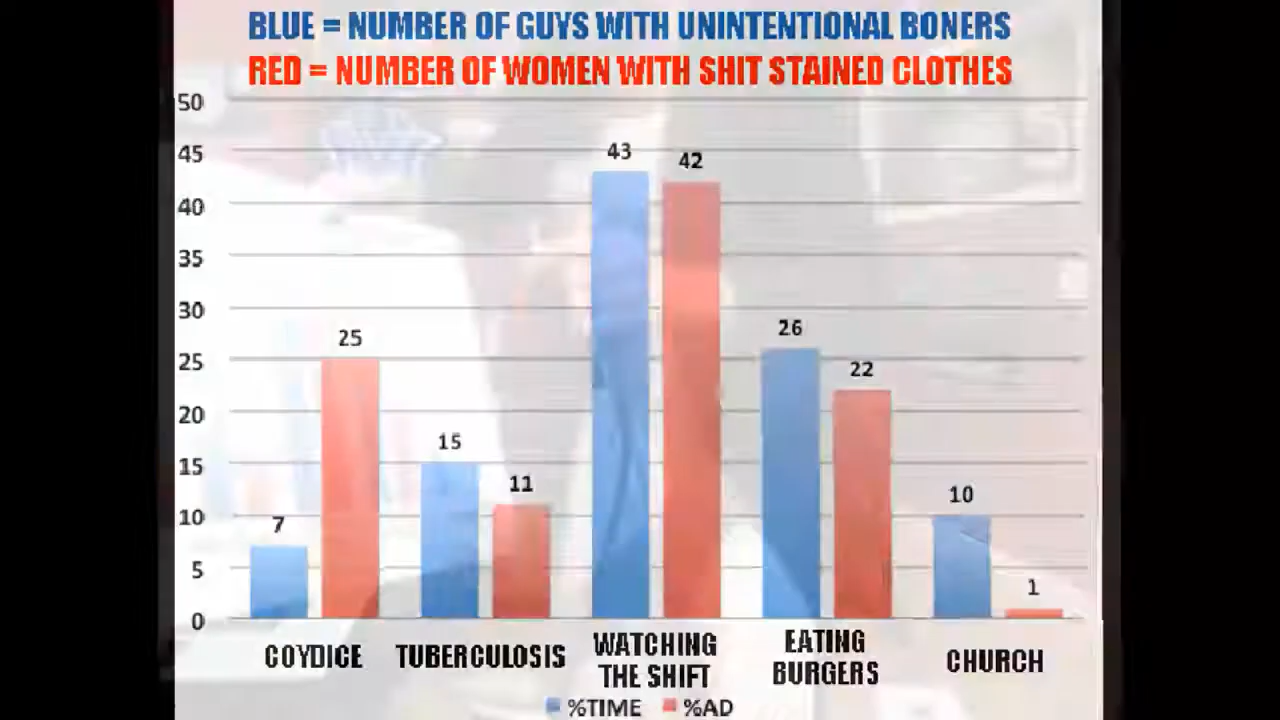 BLUE = NUMBER OF GUYS WITH UNINTENTIONAL BONERS
RED = NUMBER OF WOMEN WITH SHIT STAINED CLOTHES
50
45
40
35
30
25
20
15
10
5
0
7
25
15
11
43
42
26
22
10
1
COYDICE
TUBERCULOSIS
WATCHING
THE SHIFT
EATING
BURGERS
CHURCH
%TIME %AD